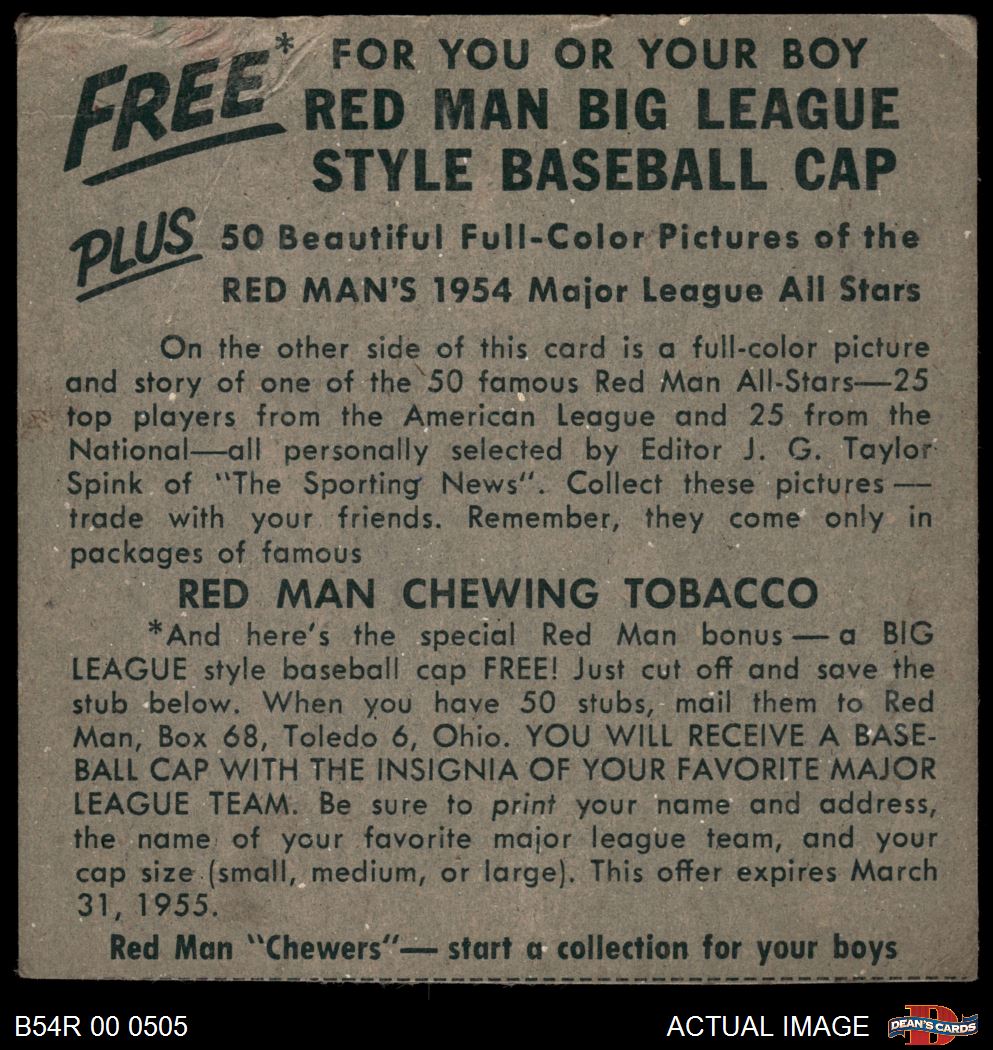 FREE*
FOR YOU OR YOUR BOY
RED MAN BIG LEAGUE
STYLE BASEBALL CAP
PLUS
50 Beautiful Full-Color Pictures of the
RED MAN'S 1954 Major League All Stars
On the other side of this card is a full-color picture
and story of one of the 50 famous Red Man All-Stars—25
top players from the American League and 25 from the
National—all personally selected by Editor J. G. Taylor
Spink of "The Sporting News". Collect these pictures —
trade with your friends. Remember, they come only in
packages of famous
RED MAN CHEWING TOBACCO
*And here's the special Red Man bonus — a BIG
LEAGUE style baseball cap FREE! Just cut off and save the
stub below. When you have 50 stubs, mail them to Red
Man, Box 68, Toledo 6, Ohio. YOU WILL RECEIVE A BASE-
BALL CAP WITH THE INSIGNIA OF YOUR FAVORITE MAJOR
LEAGUE TEAM. Be sure to print your name and address,
the name of your favorite major league team, and your
cap size (small, medium, or large). This offer expires March
31, 1955.
Red Man "Chewers"— start a collection for your boys
B54R 00 0505
ACTUAL IMAGE
D
DEAN'S CARDS